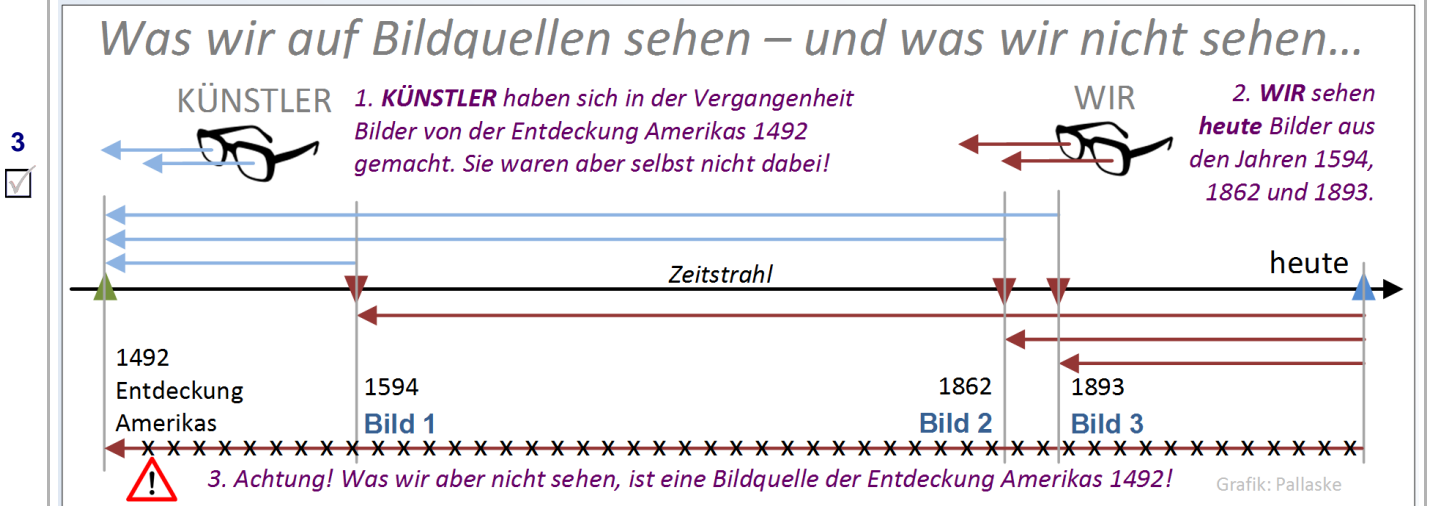 Was wir auf Bildquellen sehen – und was wir nicht sehen…
3
KÜNSTLER
1. KÜNSTLER haben sich in der Vergangenheit
Bilder von der Entdeckung Amerikas 1492
gemacht. Sie waren aber selbst nicht dabei!
WIR
2. WIR sehen
heute Bilder aus
den Jahren 1594,
1862 und 1893.
Zeitstrahl
heute
1492
Entdeckung
Amerikas
1594
Bild 1
1862
Bild 2
1893
Bild 3
X X X X X X X X X X X X X X X X X X X X X X X X X X X X X X X X X X X X X X X X X X X X X X X X
3. Achtung! Was wir aber nicht sehen, ist eine Bildquelle der Entdeckung Amerikas 1492!
Grafik: Pallaske